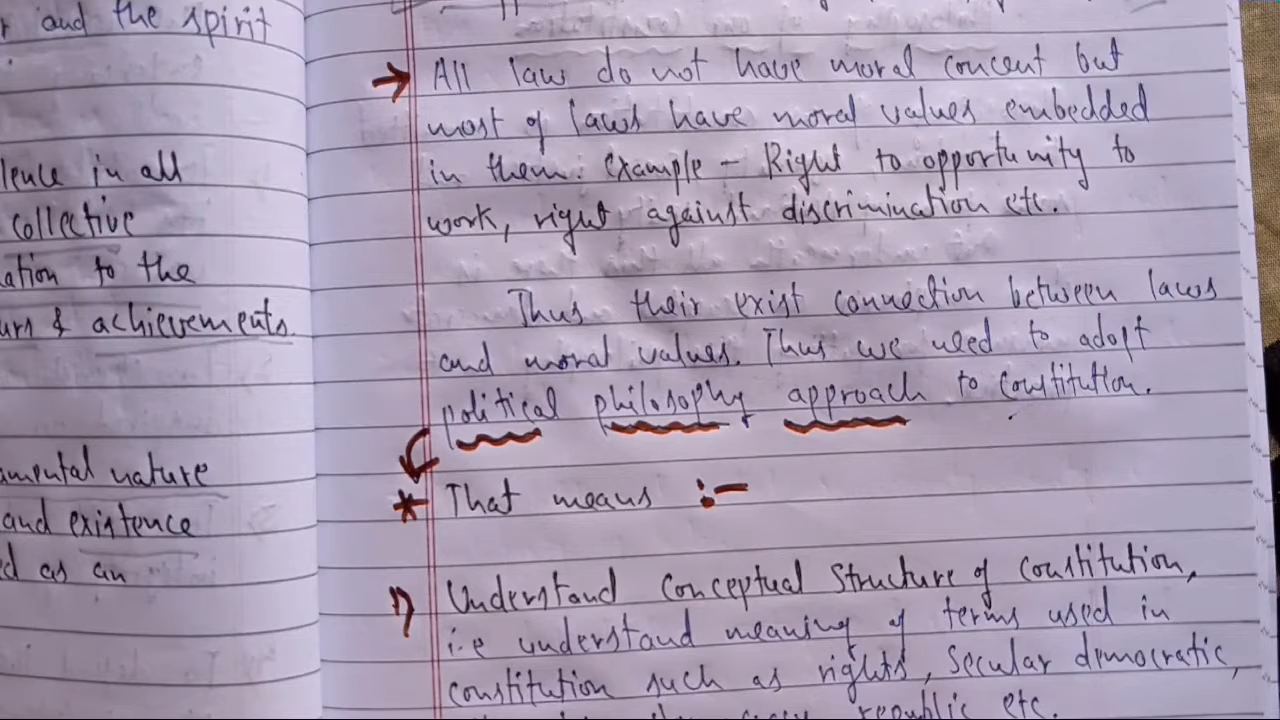 and the spirit
lence in all
collective
ation to the
urs & achievements.
amental nature
and existence
d as an
→ All law do not have moral concent but
most of laws have moral values embedded
in them. Example - Right to opportunity to
work, right against discrimination etc.
Thus their exist connection between laws
and moral values. Thus we need to adopt
political philosophy approach to constitution.
* That means :-
1) Understand Conceptual Structure of constitution,
i.e understand meaning of terms used in
constitution such as rights, secular democratic,
republic etc.